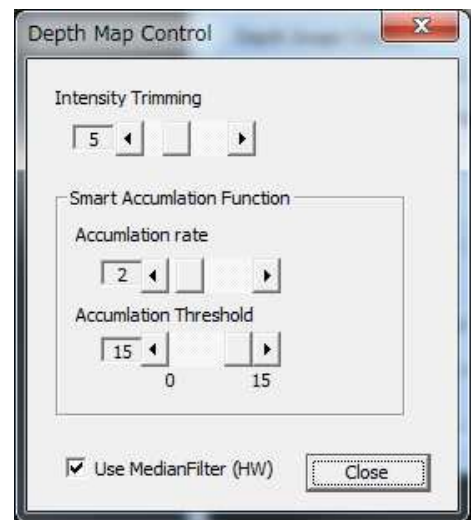 Depth Map Control
Intensity Trimming
5
Smart Accumlation Function
Accumlation rate
2
Accumlation Threshold
15
0 15
Use MedianFilter (HW) Close